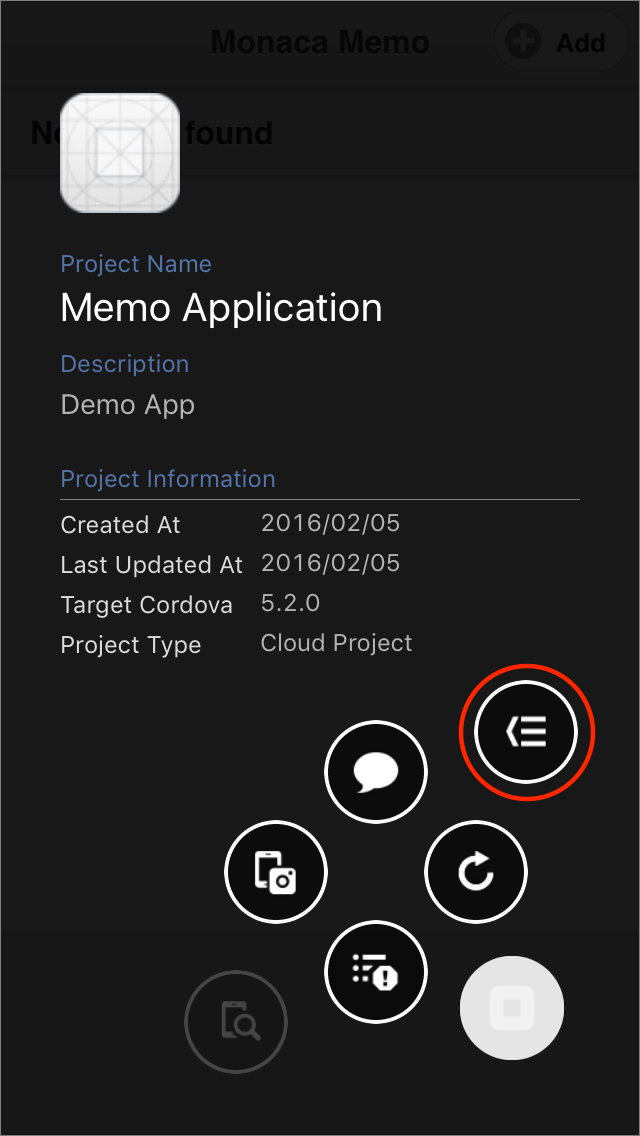 Monaca Memo
Add
found
Project Name
Memo Application
Description
Demo App
Project Information
Created At 2016/02/05
Last Updated At 2016/02/05
Target Cordova 5.2.0
Project Type Cloud Project